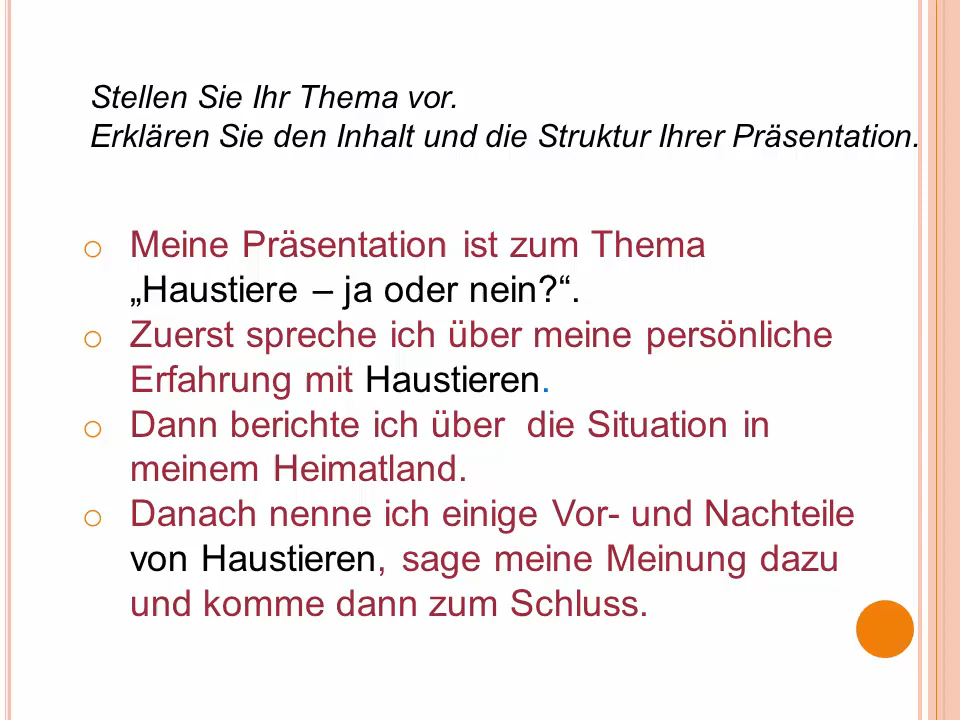 Stellen Sie Ihr Thema vor.
Erklären Sie den Inhalt und die Struktur Ihrer Präsentation.
o Meine Präsentation ist zum Thema
„Haustiere – ja oder nein?“.
o Zuerst spreche ich über meine persönliche
Erfahrung mit Haustieren.
o Dann berichte ich über  die Situation in
meinem Heimatland.
o Danach nenne ich einige Vor- und Nachteile
von Haustieren, sage meine Meinung dazu
und komme dann zum Schluss.